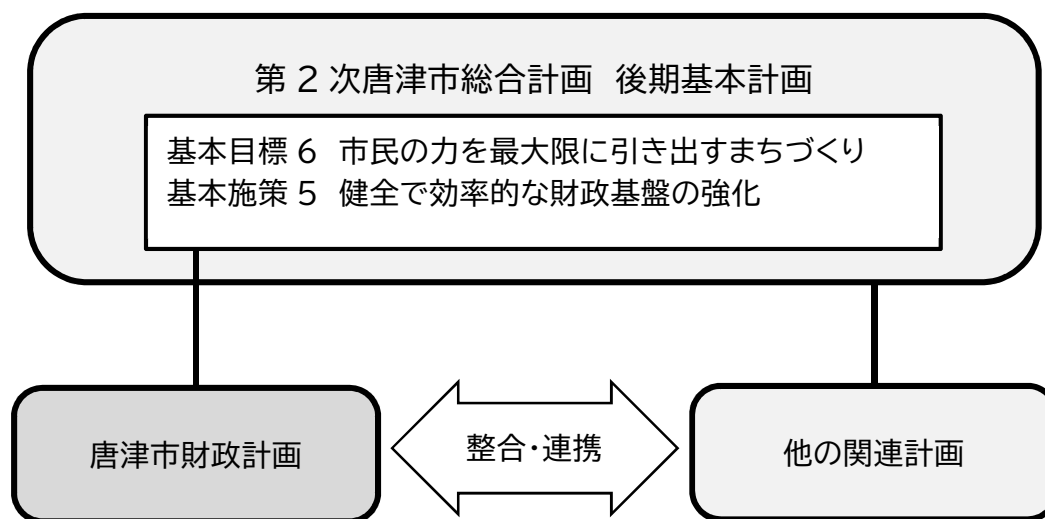 第2次唐津市総合計画 後期基本計画
基本目標6 市民の力を最大限に引き出すまちづくり
基本施策5 健全で効率的な財政基盤の強化
唐津市財政計画
整合・連携
他の関連計画